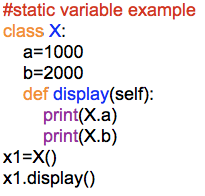 #static variable example
class X:
    a=1000
    b=2000
    def display(self):
        print(X.a)
        print(X.b)
x1=X()
x1.display()